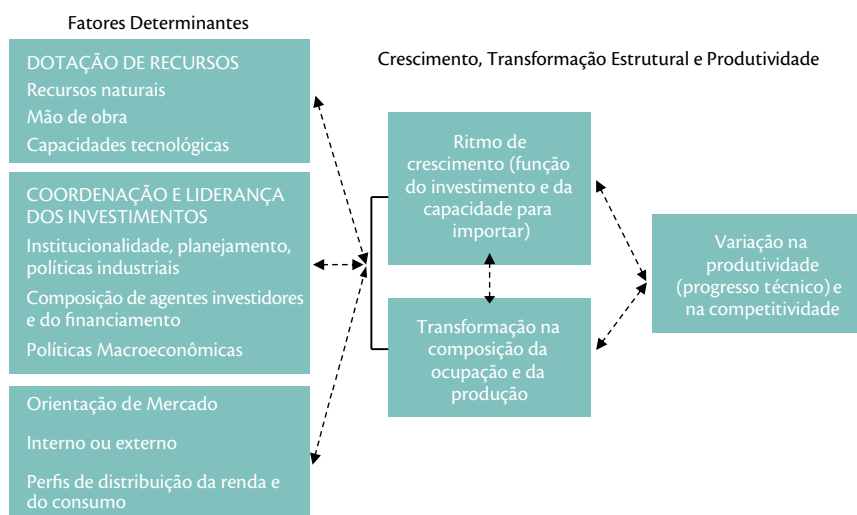 Fatores Determinantes
DOTAÇÃO DE RECURSOS
Recursos naturais
Mão de obra
Capacidades tecnológicas
COORDENAÇÃO E LIDERANÇA
DOS INVESTIMENTOS
Institucionalidade, planejamento,
políticas industriais
Composição de agentes investidores
e do financiamento
Políticas Macroeconômicas
Orientação de Mercado
Interno ou externo
Perfis de distribuição da renda e
do consumo
Crescimento, Transformação Estrutural e Produtividade
Ritmo de
crescimento (função
do investimento e da
capacidade para
importar)
Transformação na
composição da
ocupação e da
produção
Variação na
produtividade
(progresso técnico) e
na competitividade